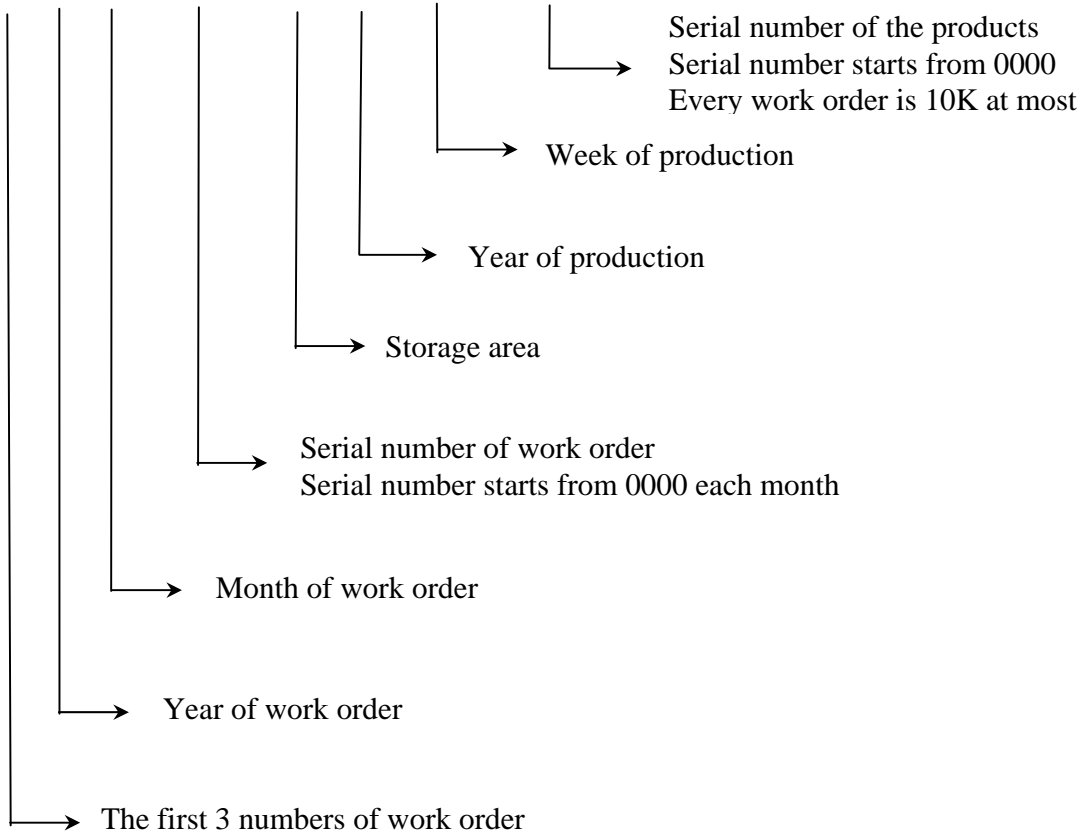 Serial number of the products
Serial number starts from 0000
Every work order is 10K at most
Week of production
Year of production
Storage area
Serial number of work order
Serial number starts from 0000 each month
Month of work order
Year of work order
The first 3 numbers of work order